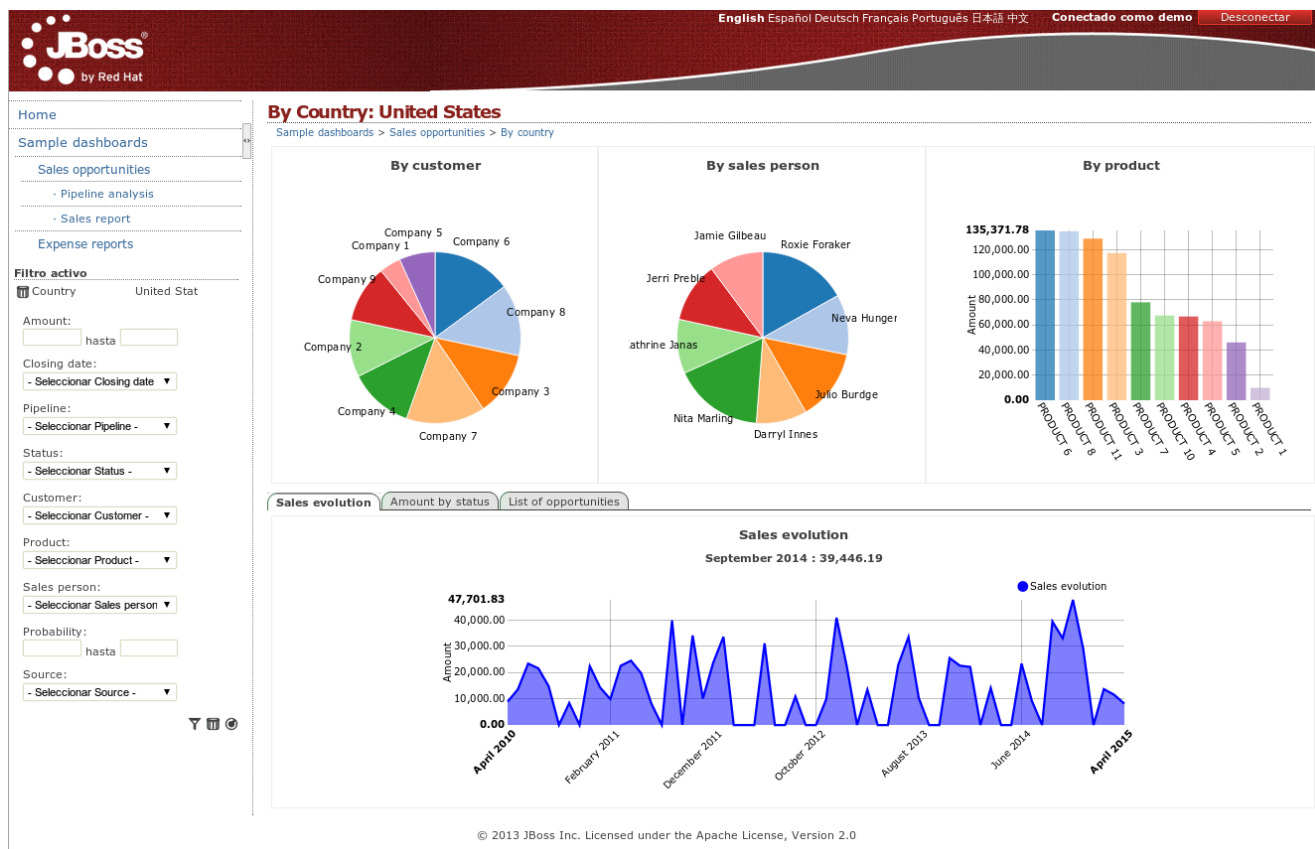 English Español Deutsch Français Português 日本語 中文 Conectado como demo Desconectar
JBoss®
by Red Hat
Home
Sample dashboards
Sales opportunities
· Pipeline analysis
· Sales report
Expense reports
Filtro activo
Country United Stat
Amount:
hasta
Closing date:
- Seleccionar Closing date
Pipeline:
- Seleccionar Pipeline -
Status:
- Seleccionar Status -
Customer:
- Seleccionar Customer -
Product:
- Seleccionar Product -
Sales person:
- Seleccionar Sales person
Probability:
hasta
Source:
- Seleccionar Source -
By Country: United States
Sample dashboards > Sales opportunities > By country
By customer
Company 5
Company 6
Company 1
Company 9
Company 8
Company 2
Company 3
Company 4
Company 7
By sales person
Jamie Gilbeau
Roxie Foraker
Jerri Preble
Neva Hunger
athrine Janas
Julio Burdge
Nita Marling
Darryl Innes
By product
135,371.78
120,000.00
100,000.00
80,000.00
60,000.00
40,000.00
20,000.00
0.00
Amount
PRODUCT 6
PRODUCT 8
PRODUCT 11
PRODUCT 3
PRODUCT 7
PRODUCT 10
PRODUCT 4
PRODUCT 5
PRODUCT 2
PRODUCT 1
Sales evolution
Amount by status
List of opportunities
Sales evolution
September 2014 : 39,446.19
Sales evolution
47,701.83
40,000.00
30,000.00
20,000.00
10,000.00
0.00
Amount
April 2010
February 2011
December 2011
October 2012
August 2013
June 2014
April 2015
© 2013 JBoss Inc. Licensed under the Apache License, Version 2.0